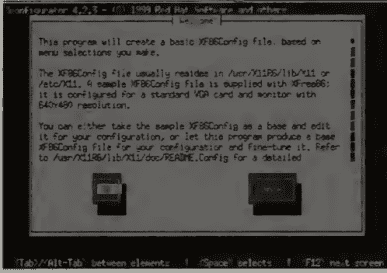 Xconfigurator 4.2.3 - (C) 1999 Red Hat Software and others
Welcome
This program will create a basic XF86Config file, based on
menu selections you make.
The XF86Config file usually resides in /usr/X11R6/lib/X11 or
/etc/X11. A sample XF86Config file is supplied with XFree86;
it is configured for a standard VGA card and monitor with
640x480 resolution.
You can either take the sample XF86Config as a base and edit
it for your configuration, or let this program produce a base
XF86Config file for your configuration and fine-tune it. Refer
to /usr/X11R6/lib/X11/doc/README.Config for a detailed
<Tab>/<Alt-Tab> between elements | <Space> selects | <F12> next screen